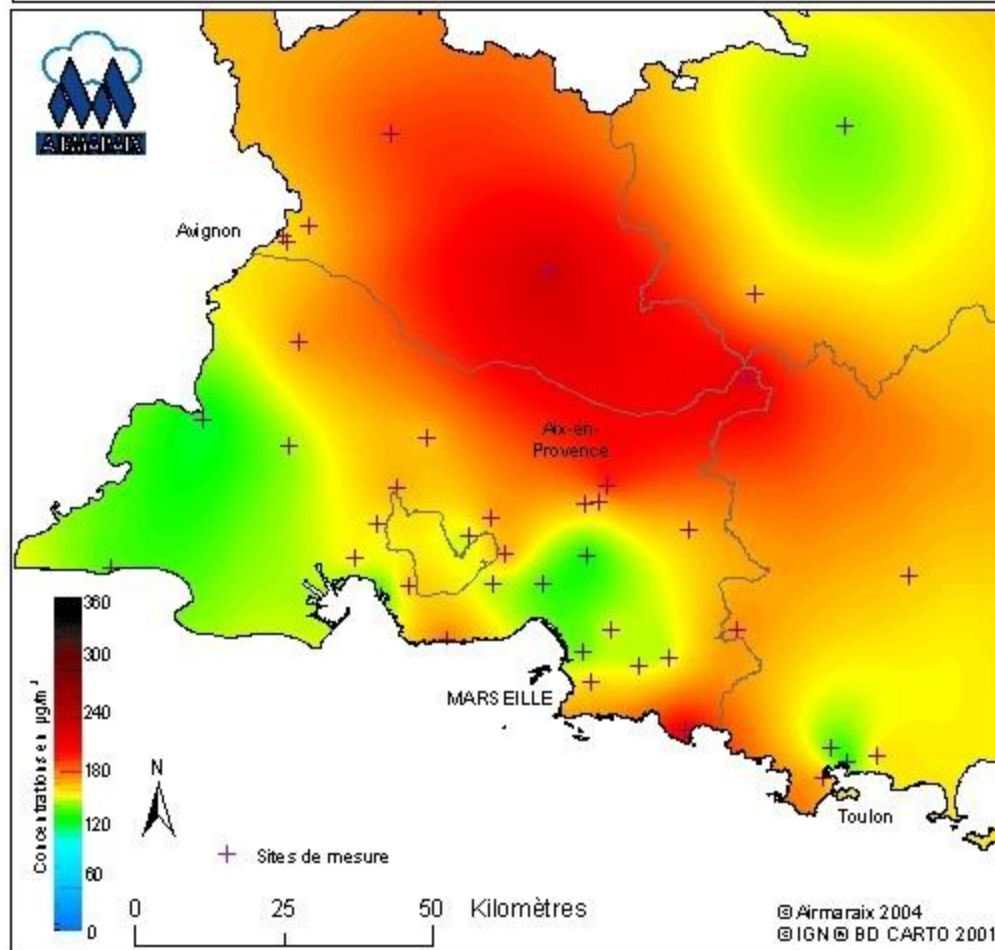 AIRMARAIX
Avignon
Aix-en-
Provence
MARSEILLE
Toulon
Concentrations en µg/m³
360
300
240
180
120
60
0
N
Sites de mesure
0 25 50 Kilomètres
© Airmaraix 2004
© IGN ® BD CARTO 2001